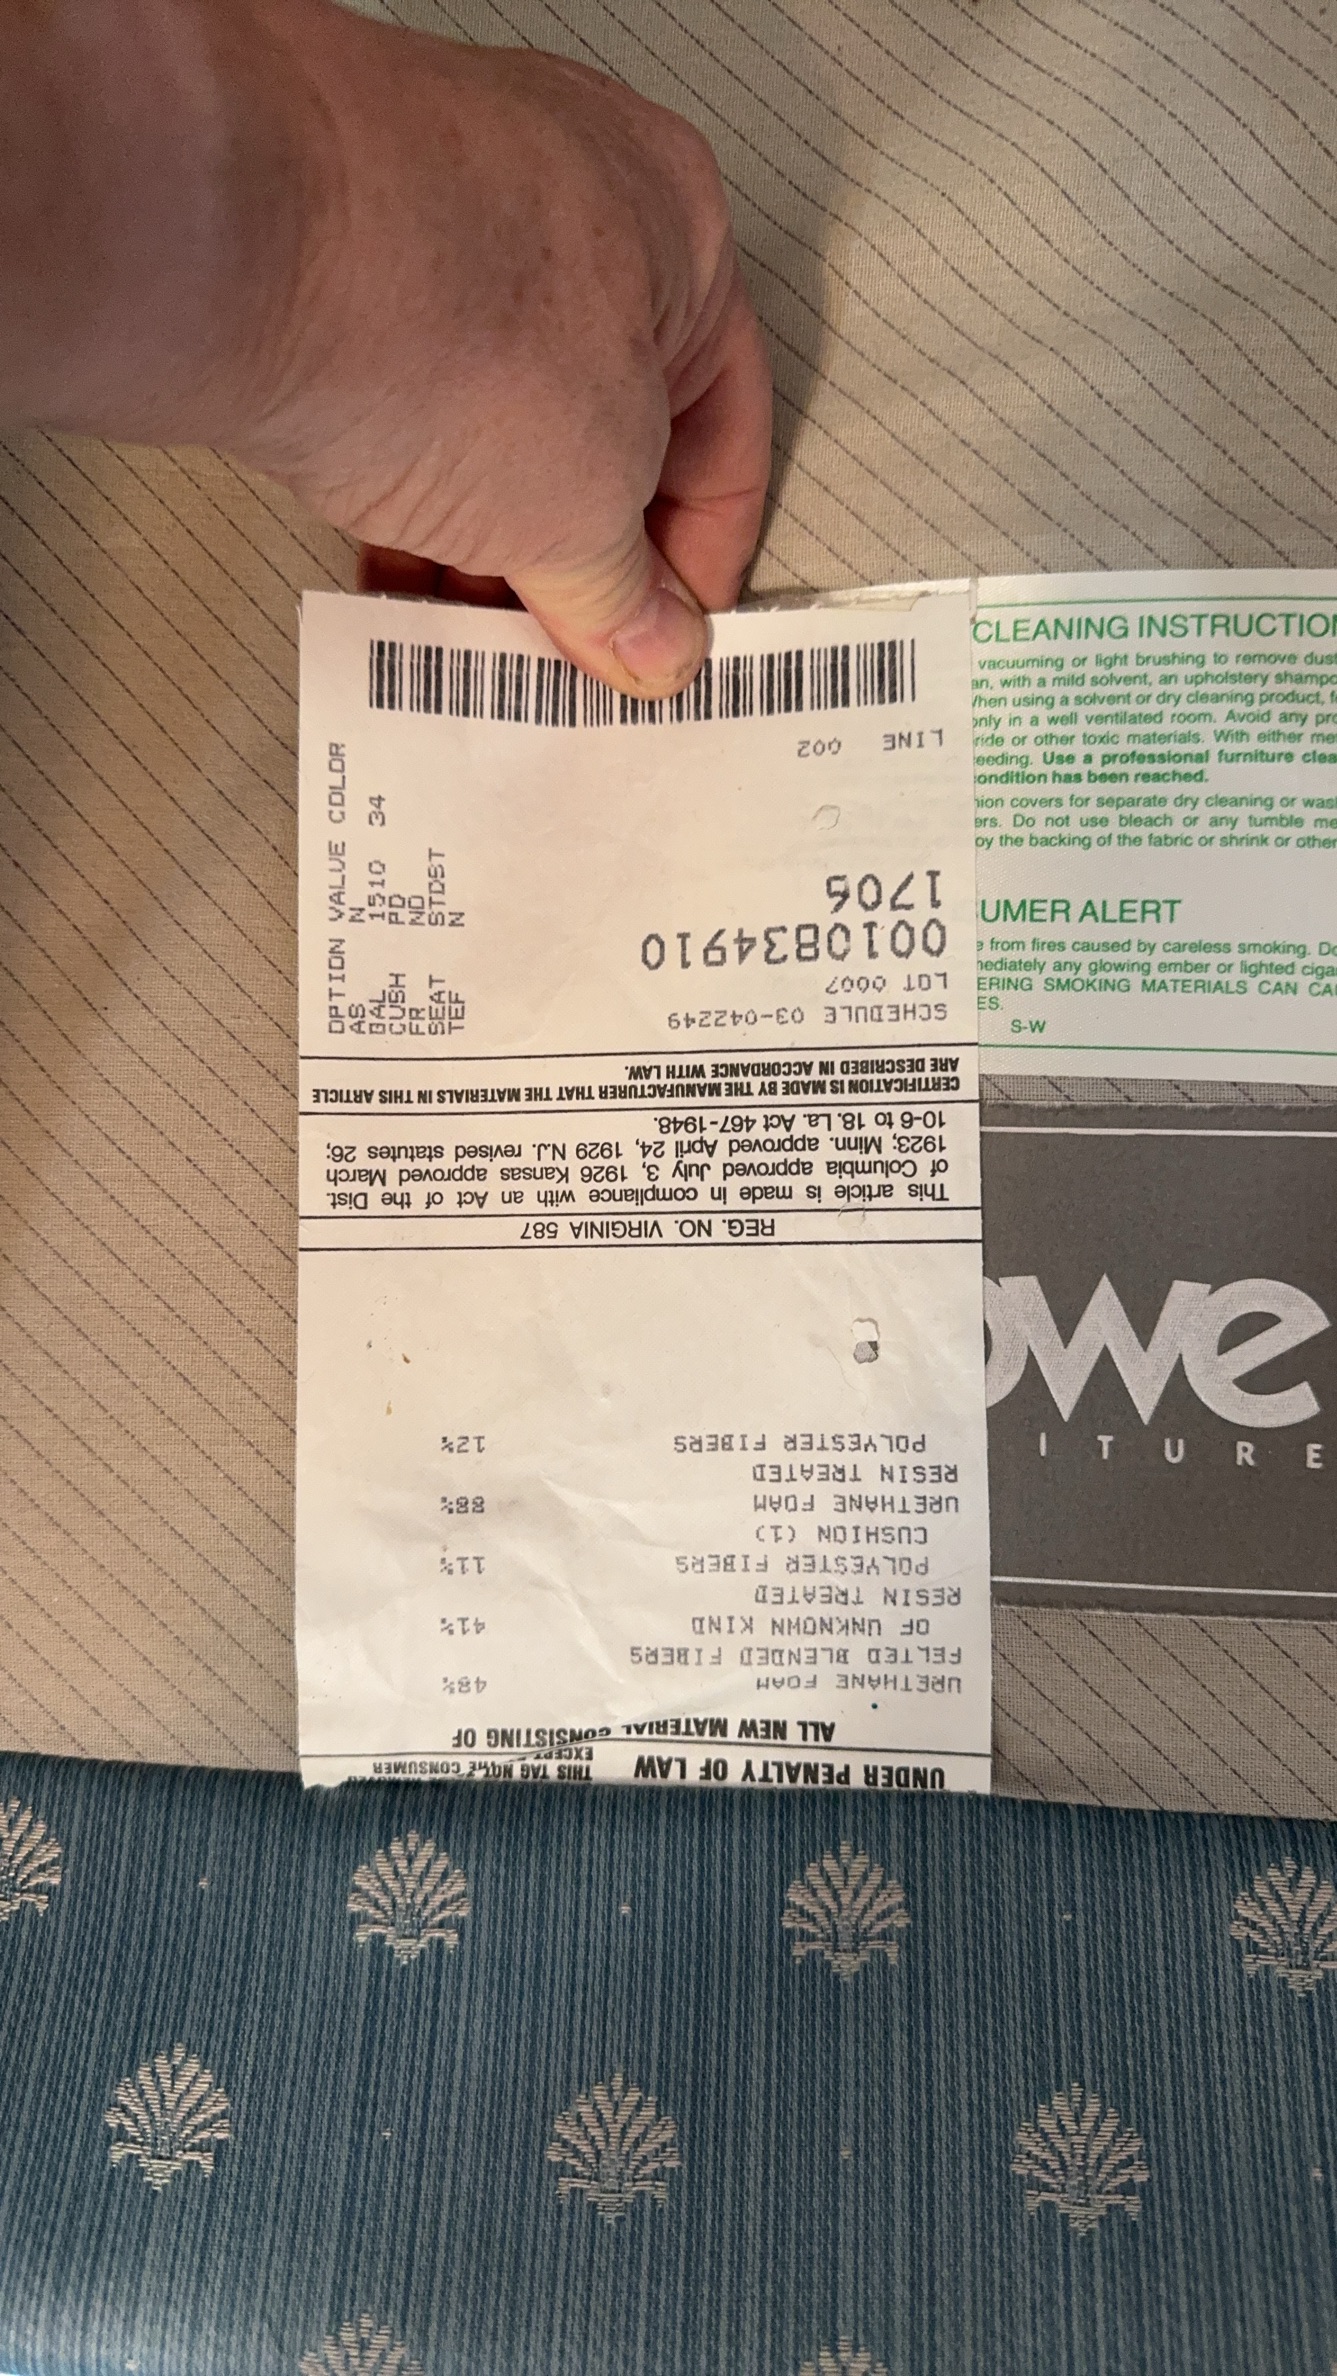 UNDER PENALTY OF LAW
THIS TAG NOT
EXCEPT THE CONSUMER
ALL NEW MATERIAL CONSISTING OF
URETHANE FOAM 48%
FELTED BLENDED FIBERS
OF UNKNOWN KIND 41%
RESIN TREATED
POLYESTER FIBERS 11%
CUSHION (1)
URETHANE FOAM 88%
RESIN TREATED
POLYESTER FIBERS 12%
REG. NO. VIRGINIA 587
This article is made in compliance with an Act of the Dist.
of Columbia approved July 3, 1926 Kansas approved March
1923; Minn. approved April 24, 1929 N.J. revised statutes 26;
10-6 to 18. La. Act 467-1948.
CERTIFICATION IS MADE BY THE MANUFACTURER THAT THE MATERIALS IN THIS ARTICLE
ARE DESCRIBED IN ACCORDANCE WITH LAW.
SCHEDULE 03-042249
LOT 0007
0010834910
1706
LINE 002
OPTION VALUE COLOR
AS N
BAL 1510 34
CUSH PD
FR ND
SEAT STDST
TEF N
CLEANING INSTRUCTION
vacuuming or light brushing to remove dust
an, with a mild solvent, an upholstery shampo
When using a solvent or dry cleaning product, f
only in a well ventilated room. Avoid any pro
ride or other toxic materials. With either me
eeding. Use a professional furniture clea
ondition has been reached.
ion covers for separate dry cleaning or was
ers. Do not use bleach or any tumble me
oy the backing of the fabric or shrink or other
UMER ALERT
e from fires caused by careless smoking. Do
mediately any glowing ember or lighted ciga
ERING SMOKING MATERIALS CAN CA
ES.
S-W
owe
ITURE